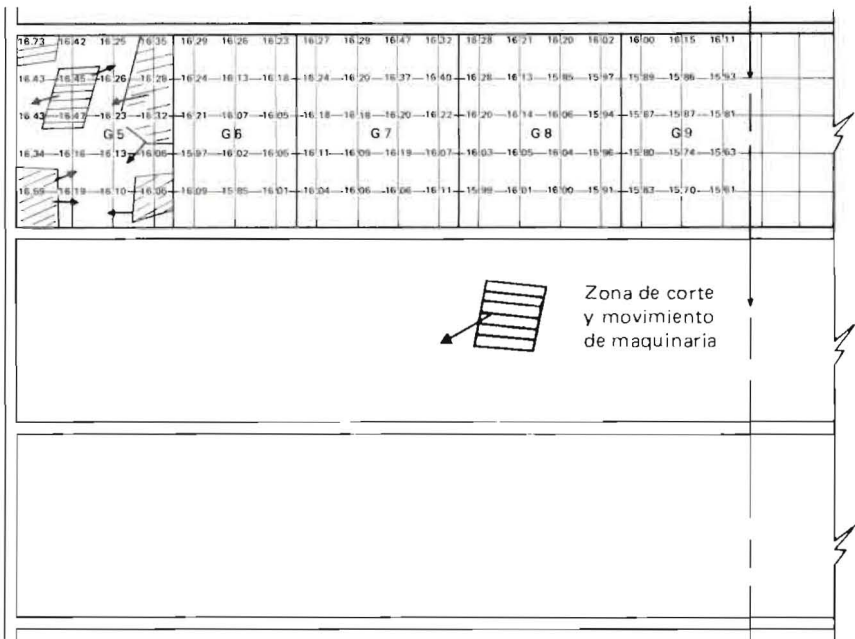 16.73 16.42 16.25 16.35 16.29 16.26 16.23 16.27 16.29 16.47 16.32 16.28 16.21 16.20 16.02 16.00 16.15 16.11
16.43 16.45 16.26 16.28 16.24 16.13 16.18 16.24 16.20 16.37 16.40 16.28 16.13 15.95 15.97 15.89 15.86 15.93
16.43 16.47 16.23 16.32 16.21 16.07 16.05 16.18 16.18 16.20 16.22 16.20 16.14 16.06 15.94 15.87 15.87 15.81
G5 G6 G7 G8 G9
16.34 16.16 16.13 16.06 15.97 16.02 16.05 16.11 16.09 16.19 16.07 16.03 16.05 16.04 15.96 15.80 15.74 15.63
16.59 16.19 16.10 16.06 16.09 15.85 16.01 16.04 16.06 16.06 16.11 15.99 16.01 16.00 15.91 15.83 15.70 15.61
Zona de corte
y movimiento
de maquinaria